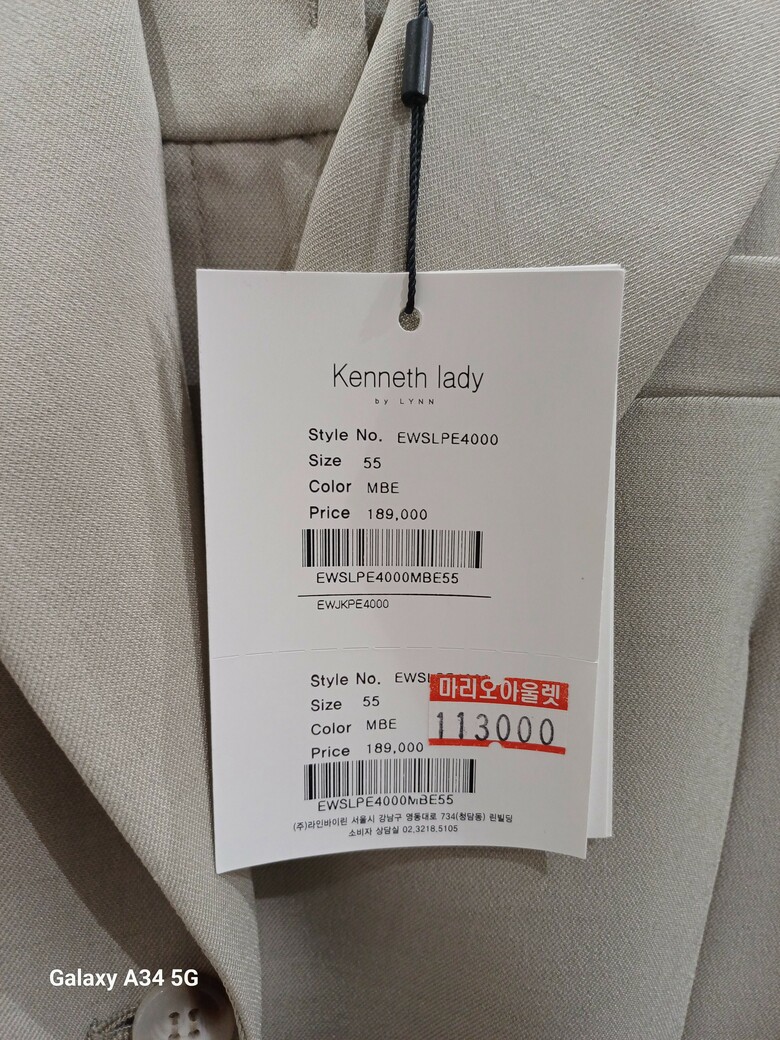 Kenneth lady
by LYNN
Style No. EWSLPE4000
Size 55
Color MBE
Price 189,000
EWSLPE4000MBE55
EWJKPE4000
Style No. EWSL
마리오아울렛
Size 55
113000
Color MBE
Price 189,000
EWSLPE4000MBE55
(주)라인바이린 서울시 강남구 영동대로 734(청담동) 린빌딩
소비자 상담실 02.3218.5105
Galaxy A34 5G